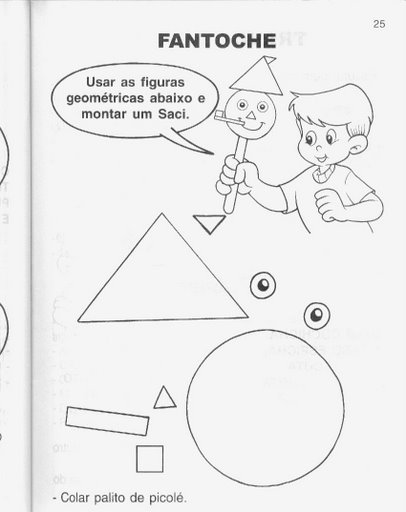 25
FANTOCHE
Usar as figuras
geométricas abaixo e
montar um Saci.
- Colar palito de picolé.